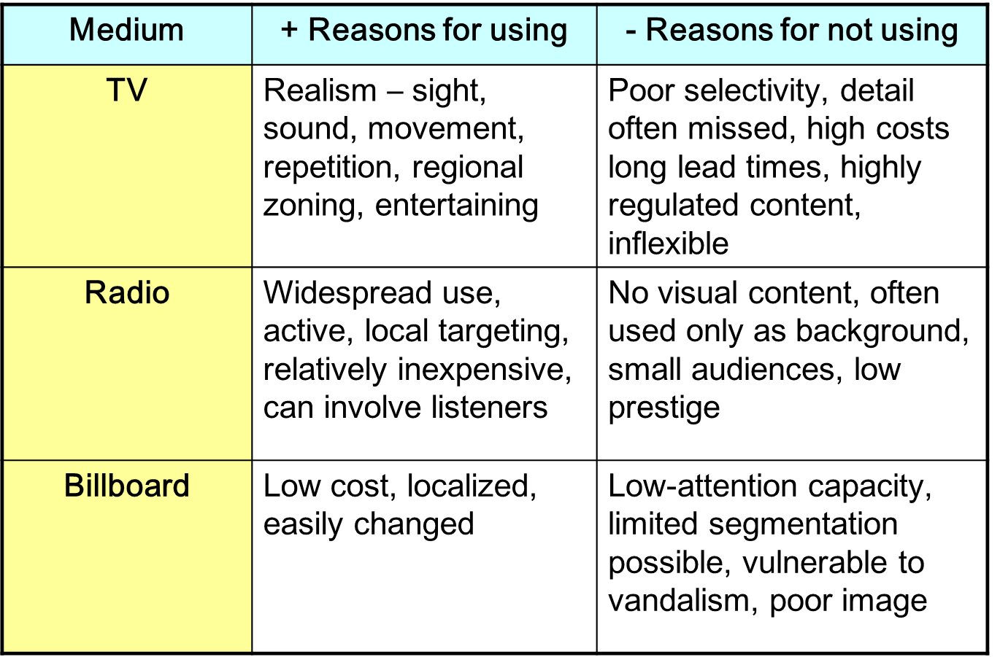 Medium
+ Reasons for using
- Reasons for not using
TV
Realism – sight,
sound, movement,
repetition, regional
zoning, entertaining
Poor selectivity, detail
often missed, high costs
long lead times, highly
regulated content,
inflexible
Radio
Widespread use,
active, local targeting,
relatively inexpensive,
can involve listeners
No visual content, often
used only as background,
small audiences, low
prestige
Billboard
Low cost, localized,
easily changed
Low-attention capacity,
limited segmentation
possible, vulnerable to
vandalism, poor image